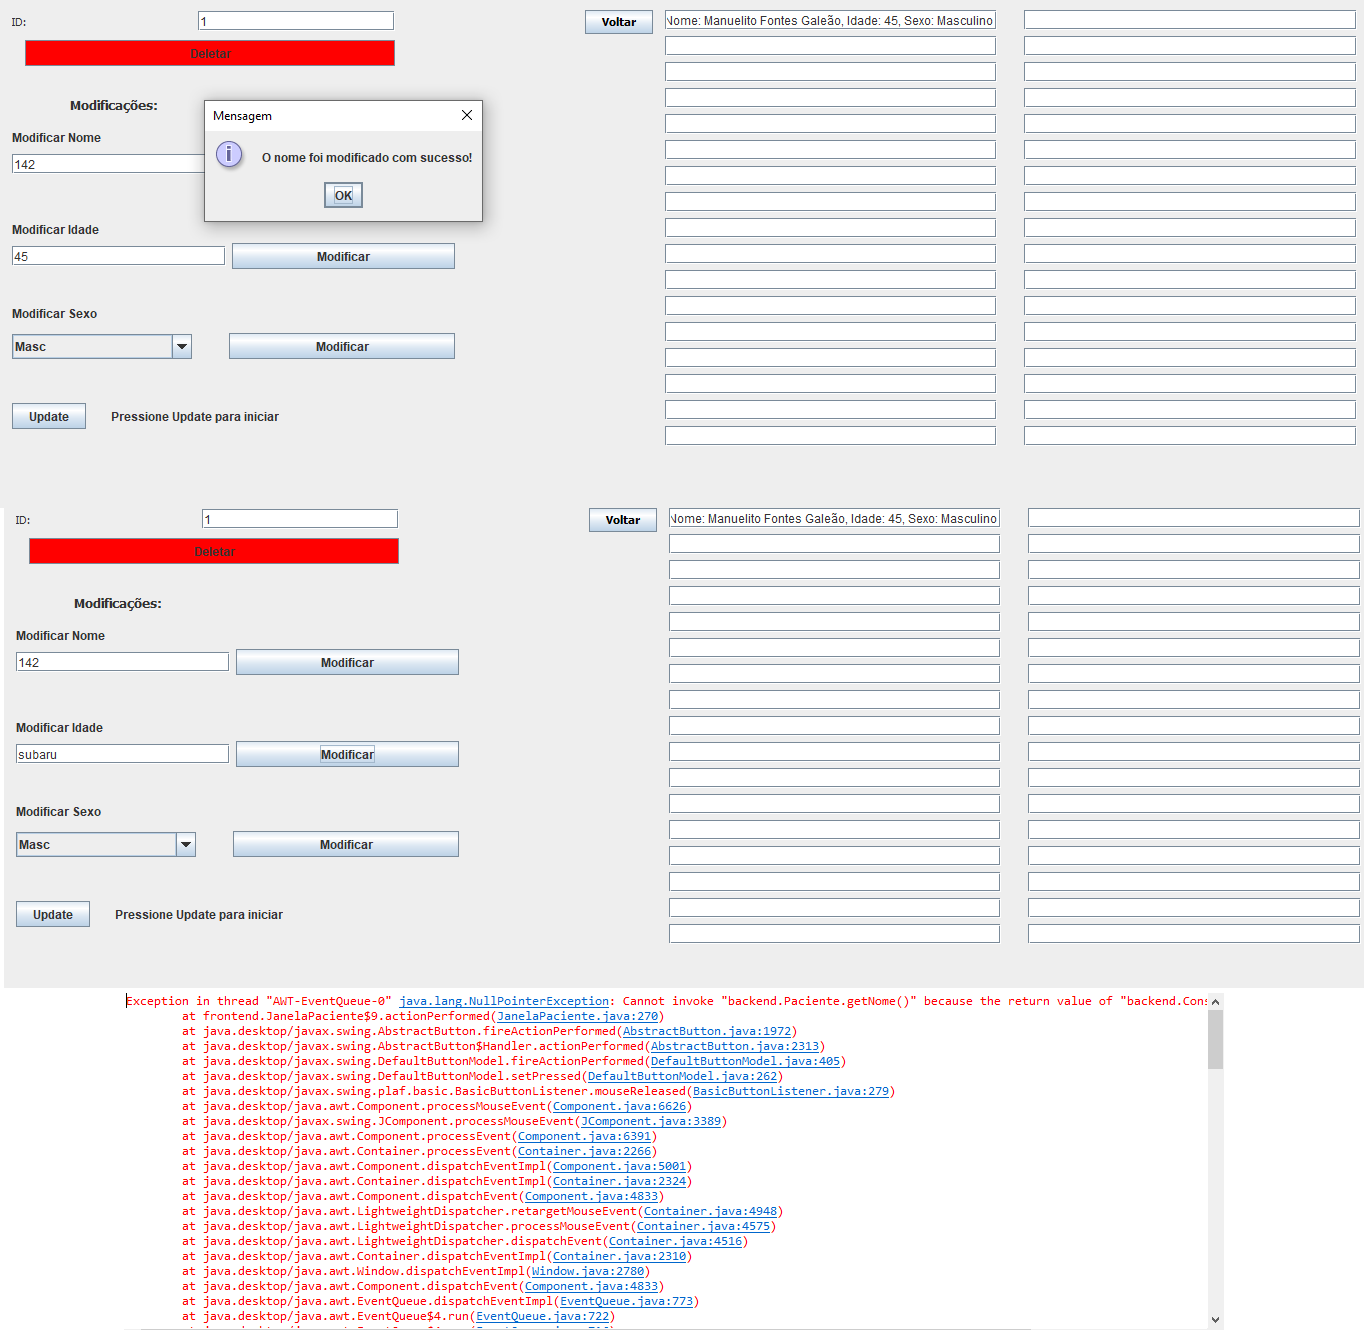 ID:
1
Voltar
Nome: Manuelito Fontes Galeão, Idade: 45, Sexo: Masculino
Deletar
Modificações:
Mensagem
Modificar Nome
O nome foi modificado com sucesso!
142
OK
Modificar Idade
45
Modificar
Modificar Sexo
Masc
Modificar
Update
Pressione Update para iniciar
ID:
1
Voltar
Nome: Manuelito Fontes Galeão, Idade: 45, Sexo: Masculino
Deletar
Modificações:
Modificar Nome
142
Modificar
Modificar Idade
subaru
Modificar
Modificar Sexo
Masc
Modificar
Update
Pressione Update para iniciar
Exception in thread "AWT-EventQueue-0" java.lang.NullPointerException: Cannot invoke "backend.Paciente.getNome()" because the return value of "backend.Cons
at frontend.JanelaPaciente$9.actionPerformed(JanelaPaciente.java:270)
at java.desktop/javax.swing.AbstractButton.fireActionPerformed(AbstractButton.java:1972)
at java.desktop/javax.swing.AbstractButton$Handler.actionPerformed(AbstractButton.java:2313)
at java.desktop/javax.swing.DefaultButtonModel.fireActionPerformed(DefaultButtonModel.java:405)
at java.desktop/javax.swing.DefaultButtonModel.setPressed(DefaultButtonModel.java:262)
at java.desktop/javax.swing.plaf.basic.BasicButtonListener.mouseReleased(BasicButtonListener.java:279)
at java.desktop/java.awt.Component.processMouseEvent(Component.java:6626)
at java.desktop/javax.swing.JComponent.processMouseEvent(JComponent.java:3389)
at java.desktop/java.awt.Component.processEvent(Component.java:6391)
at java.desktop/java.awt.Container.processEvent(Container.java:2266)
at java.desktop/java.awt.Component.dispatchEventImpl(Component.java:5001)
at java.desktop/java.awt.Container.dispatchEventImpl(Container.java:2324)
at java.desktop/java.awt.Component.dispatchEvent(Component.java:4833)
at java.desktop/java.awt.LightweightDispatcher.retargetMouseEvent(Container.java:4948)
at java.desktop/java.awt.LightweightDispatcher.processMouseEvent(Container.java:4575)
at java.desktop/java.awt.LightweightDispatcher.dispatchEvent(Container.java:4516)
at java.desktop/java.awt.Container.dispatchEventImpl(Container.java:2310)
at java.desktop/java.awt.Window.dispatchEventImpl(Window.java:2780)
at java.desktop/java.awt.Component.dispatchEvent(Component.java:4833)
at java.desktop/java.awt.EventQueue.dispatchEventImpl(EventQueue.java:773)
at java.desktop/java.awt.EventQueue$4.run(EventQueue.java:722)